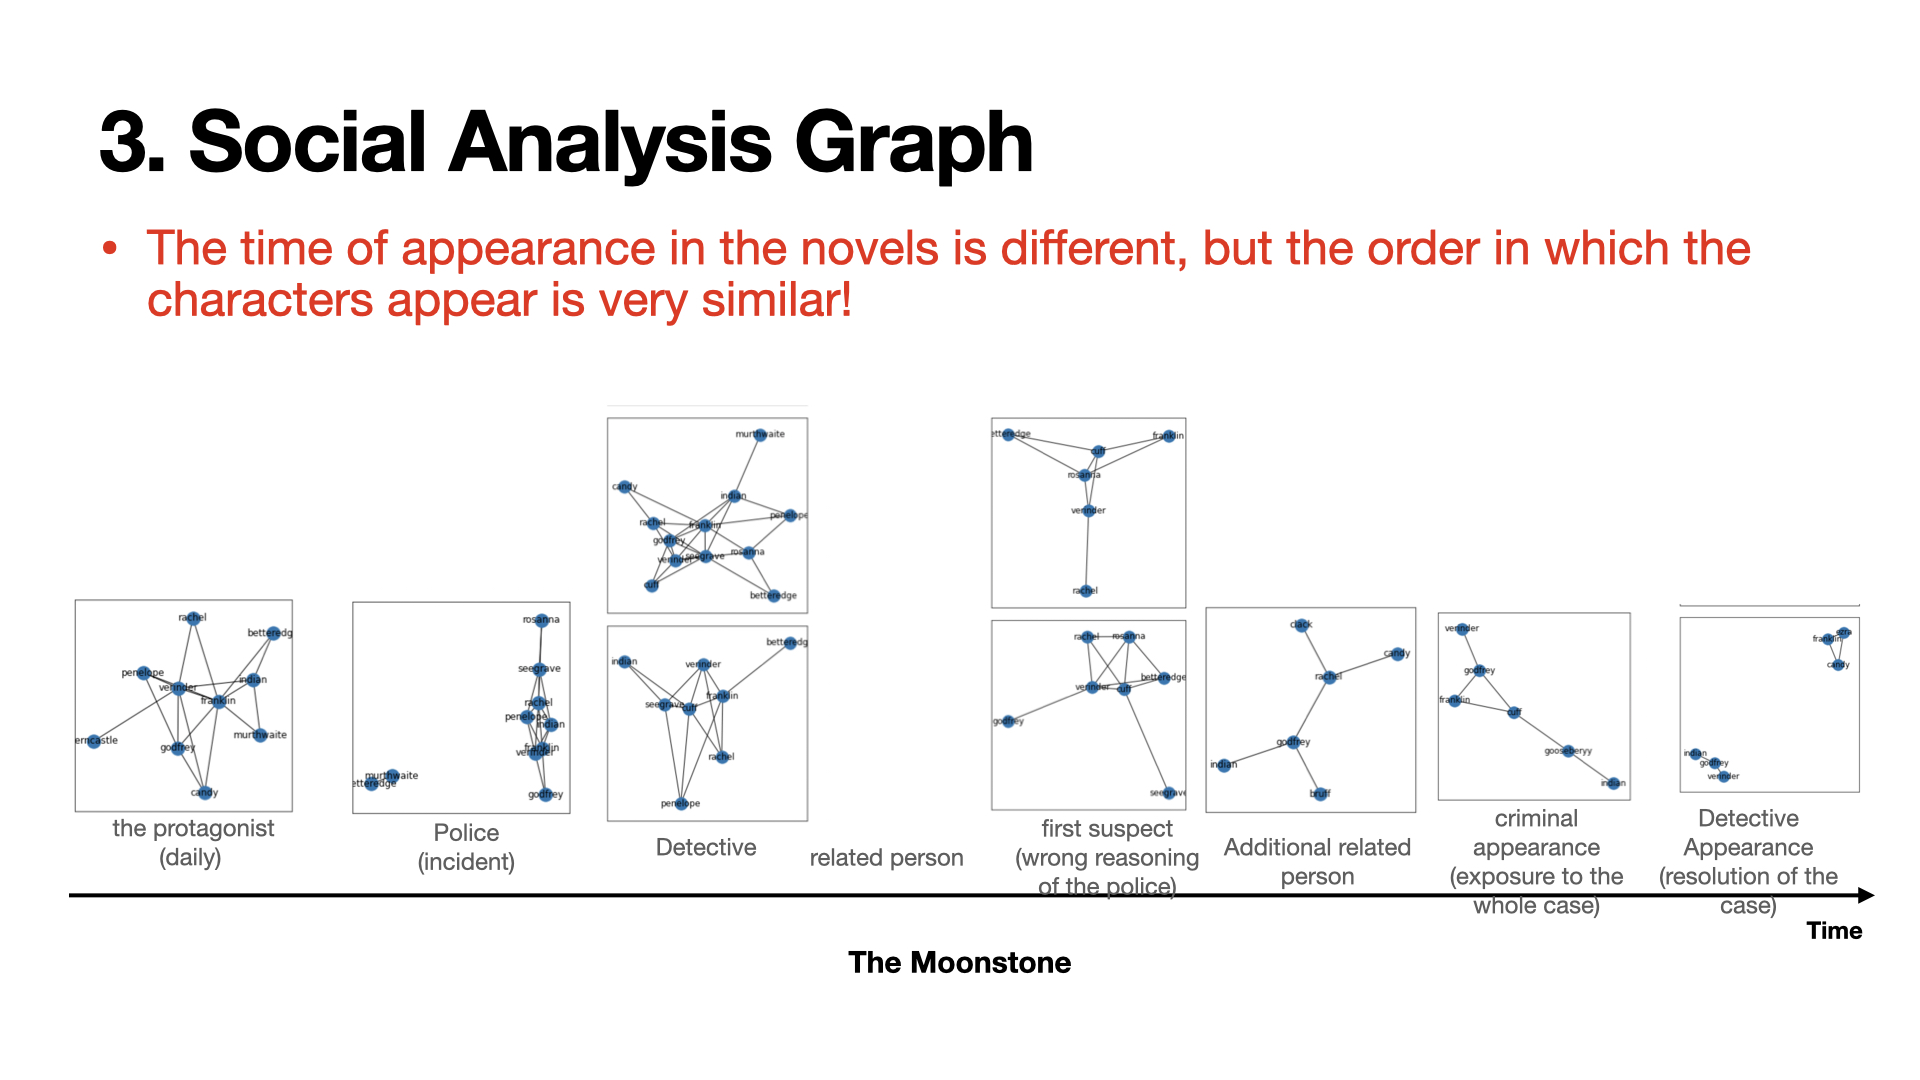 3. Social Analysis Graph
• The time of appearance in the novels is different, but the order in which the
characters appear is very similar!
rachel
betteredg
penelope
verinder
indian
franklin
erncastle
godfrey
murthwaite
candy
the protagonist
(daily)
rosanna
seegrave
rachel
penelope
indian
franklin
verinder
murthwaite
etteredge
godfrey
Police
(incident)
murthwaite
candy
indian
penelope
rachel
franklin
godfrey
verinder
seegrave
rosanna
cuff
betteredge
betteredg
indian
verinder
franklin
seegrave
cuff
rachel
penelope
Detective
related person
etteredge
franklin
cuff
rosanna
verinder
rachel
rachel
rosanna
betteredge
verinder
cuff
godfrey
seegrave
first suspect
(wrong reasoning
of the police)
clack
candy
rachel
godfrey
indian
bruff
Additional related
person
verinder
godfrey
franklin
cuff
gooseberyy
indian
criminal
appearance
(exposure to the
whole case)
ezra
franklin
candy
indian
godfrey
verinder
Detective
Appearance
(resolution of the
case)
Time
The Moonstone